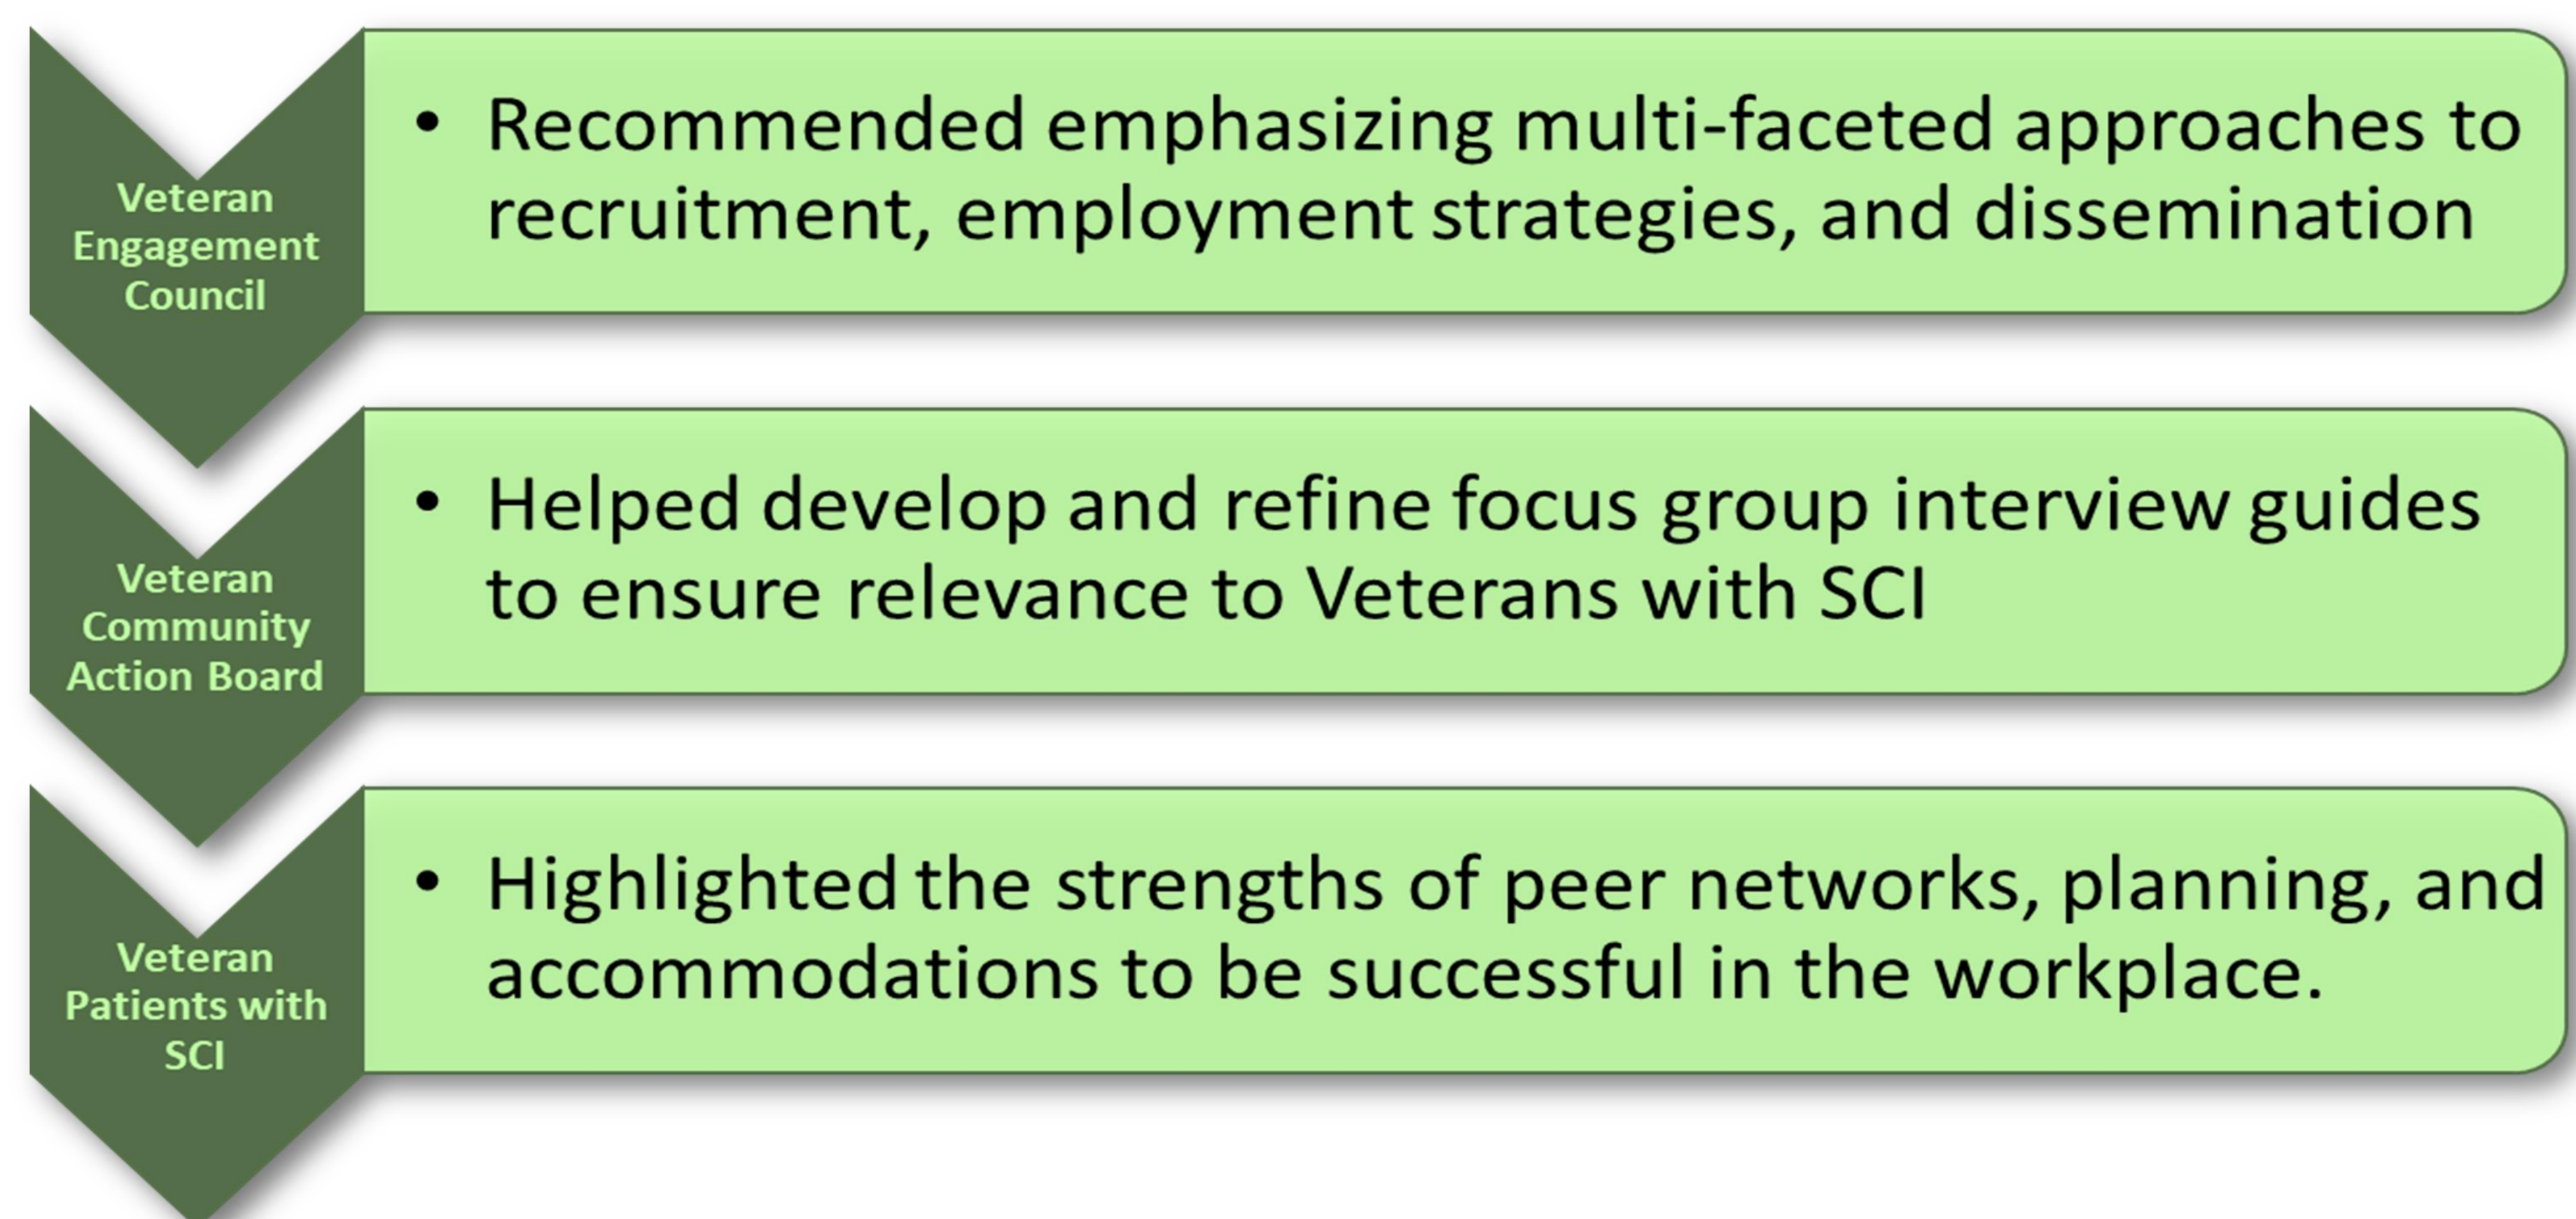 Veteran
Engagement
Council
• Recommended emphasizing multi-faceted approaches to
recruitment, employment strategies, and dissemination
Veteran
Community
Action Board
• Helped develop and refine focus group interview guides
to ensure relevance to Veterans with SCI
Veteran
Patients with
SCI
• Highlighted the strengths of peer networks, planning, and
accommodations to be successful in the workplace.